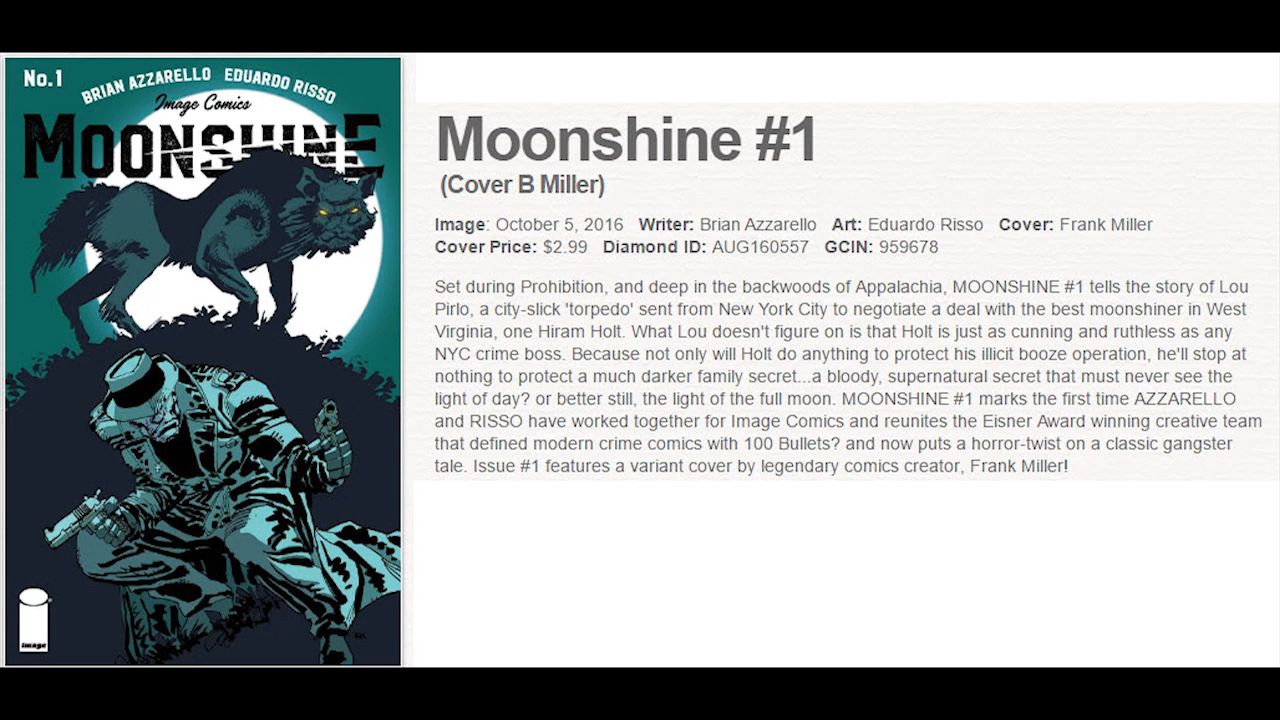 No.1
BRIAN AZZARELLO EDUARDO RISSO
Image Comics
MOONSHINE
image
Moonshine #1
(Cover B Miller)
Image: October 5, 2016 Writer: Brian Azzarello Art: Eduardo Risso Cover: Frank Miller
Cover Price: $2.99 Diamond ID: AUG160557 GCIN: 959678
Set during Prohibition, and deep in the backwoods of Appalachia, MOONSHINE #1 tells the story of Lou
Pirlo, a city-slick 'torpedo' sent from New York City to negotiate a deal with the best moonshiner in West
Virginia, one Hiram Holt. What Lou doesn't figure on is that Holt is just as cunning and ruthless as any
NYC crime boss. Because not only will Holt do anything to protect his illicit booze operation, he'll stop at
nothing to protect a much darker family secret...a bloody, supernatural secret that must never see the
light of day? or better still, the light of the full moon. MOONSHINE #1 marks the first time AZZARELLO
and RISSO have worked together for Image Comics and reunites the Eisner Award winning creative team
that defined modern crime comics with 100 Bullets? and now puts a horror-twist on a classic gangster
tale. Issue #1 features a variant cover by legendary comics creator, Frank Miller!